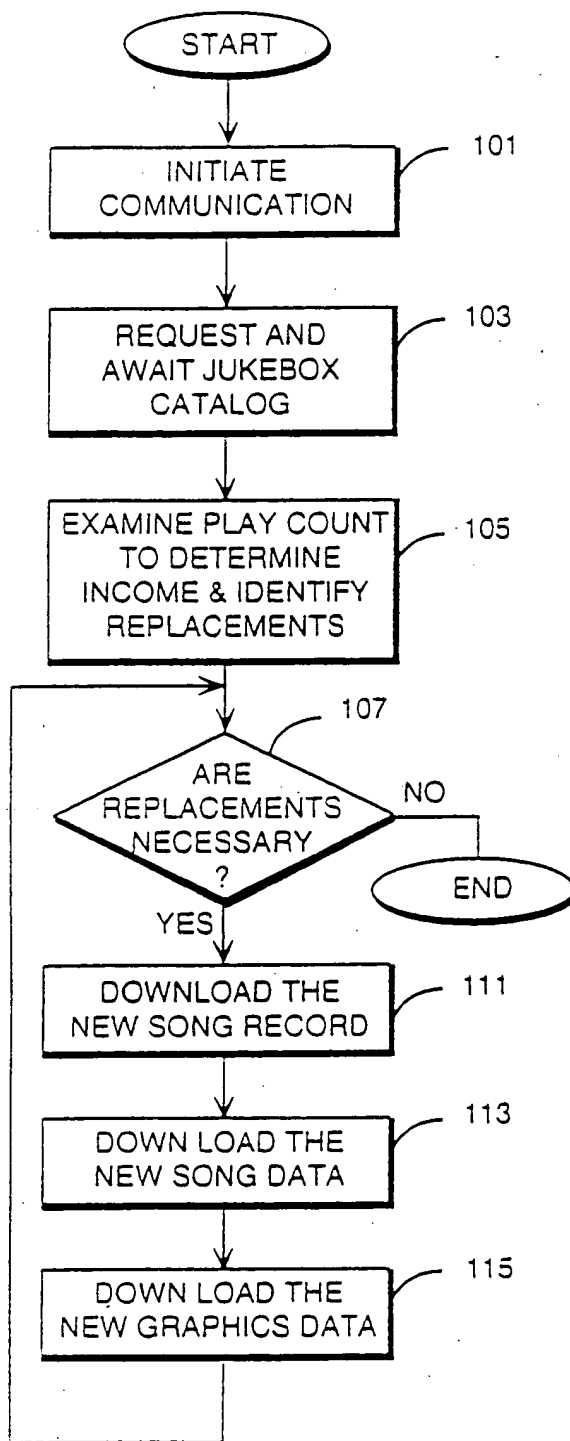 START
101
INITIATE
COMMUNICATION
103
REQUEST AND
AWAIT JUKEBOX
CATALOG
105
EXAMINE PLAY COUNT
TO DETERMINE
INCOME & IDENTIFY
REPLACEMENTS
107
ARE
REPLACEMENTS
NECESSARY
?
NO
END
YES
111
DOWNLOAD THE
NEW SONG RECORD
113
DOWN LOAD THE
NEW SONG DATA
115
DOWN LOAD THE
NEW GRAPHICS DATA